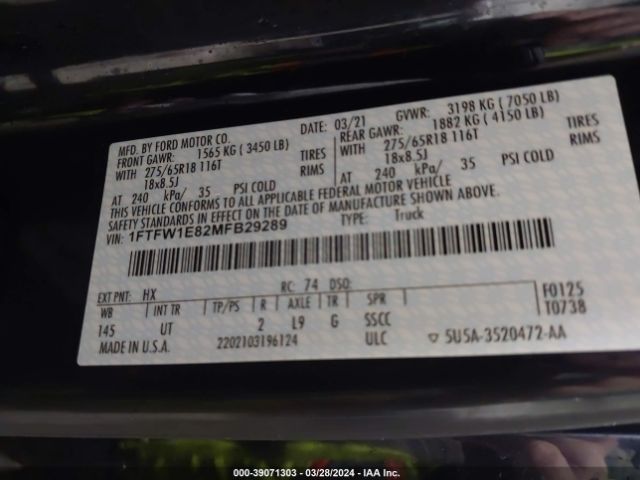 MFD. BY FORD MOTOR CO. DATE: 03/21 GVWR: 3198 KG ( 7050 LB)
FRONT GAWR: 1565 KG ( 3450 LB) REAR GAWR: 1882 KG ( 4150 LB)
WITH 275/65R18 116T TIRES WITH 275/65R18 116T TIRES
18x8.5J RIMS 18x8.5J RIMS
AT 240 kPa/ 35 PSI COLD AT 240 kPa/ 35 PSI COLD
THIS VEHICLE CONFORMS TO ALL APPLICABLE FEDERAL MOTOR VEHICLE
SAFETY STANDARDS IN EFFECT ON THE DATE OF MANUFACTURE SHOWN ABOVE.
VIN: 1FTFW1E82MFB29289 TYPE: Truck
EXT PNT: HX RC: 74 DSO: F0125
WB INT TR TP/PS R AXLE TR SPR T0738
145 UT 2 L9 G SSCC
MADE IN U.S.A. 2202103196124 ULC ▽ 5U5A-3520472-AA
000-39071303 - 03/28/2024 - IAA Inc.